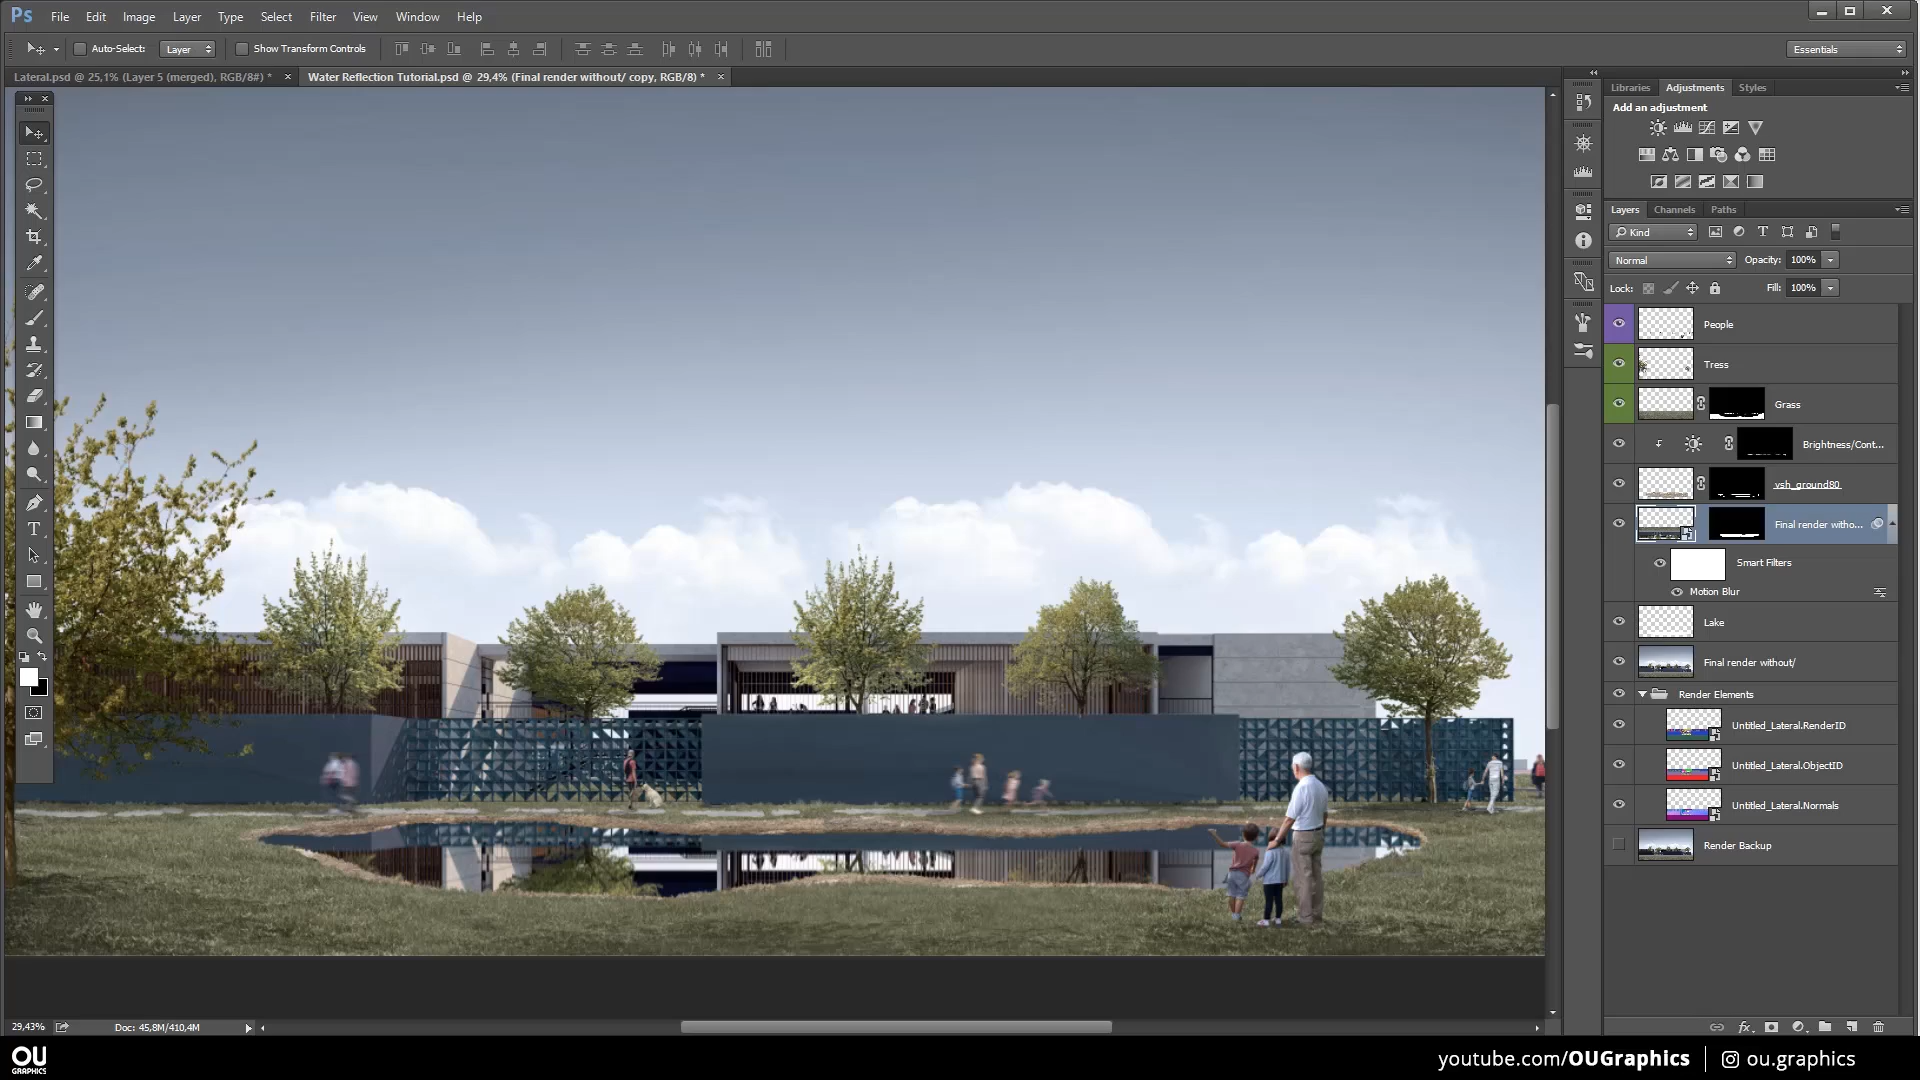 Ps File Edit Image Layer Type Select Filter View Window Help
Auto-Select: Layer Show Transform Controls Essentials
Lateral.psd @ 25,1% (Layer 5 (merged), RGB/8#) * × Water Reflection Tutorial.psd @ 29,4% (Final render without/ copy, RGB/8) * ×
Libraries Adjustments Styles
Add an adjustment
Layers Channels Paths
Kind
Normal Opacity: 100%
Lock: Fill: 100%
People
Tress
Grass
Brightness/Cont...
vsh_ground80
Final render witho...
Smart Filters
Motion Blur
Lake
Final render without/
Render Elements
Untitled_Lateral.RenderID
Untitled_Lateral.ObjectID
Untitled_Lateral.Normals
Render Backup
29,43% Doc: 45,8M/410,4M
fx
OU
GRAPHICS
youtube.com/OUGraphics ou.graphics